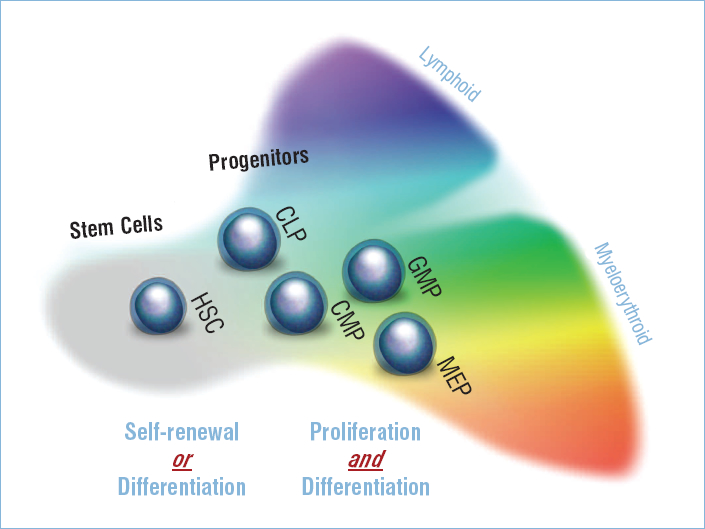 Lymphoid
Progenitors
Stem Cells
CLP
Myeloerythroid
GMP
HSC
CMP
MEP
Self-renewal
or
Differentiation
Proliferation
and
Differentiation